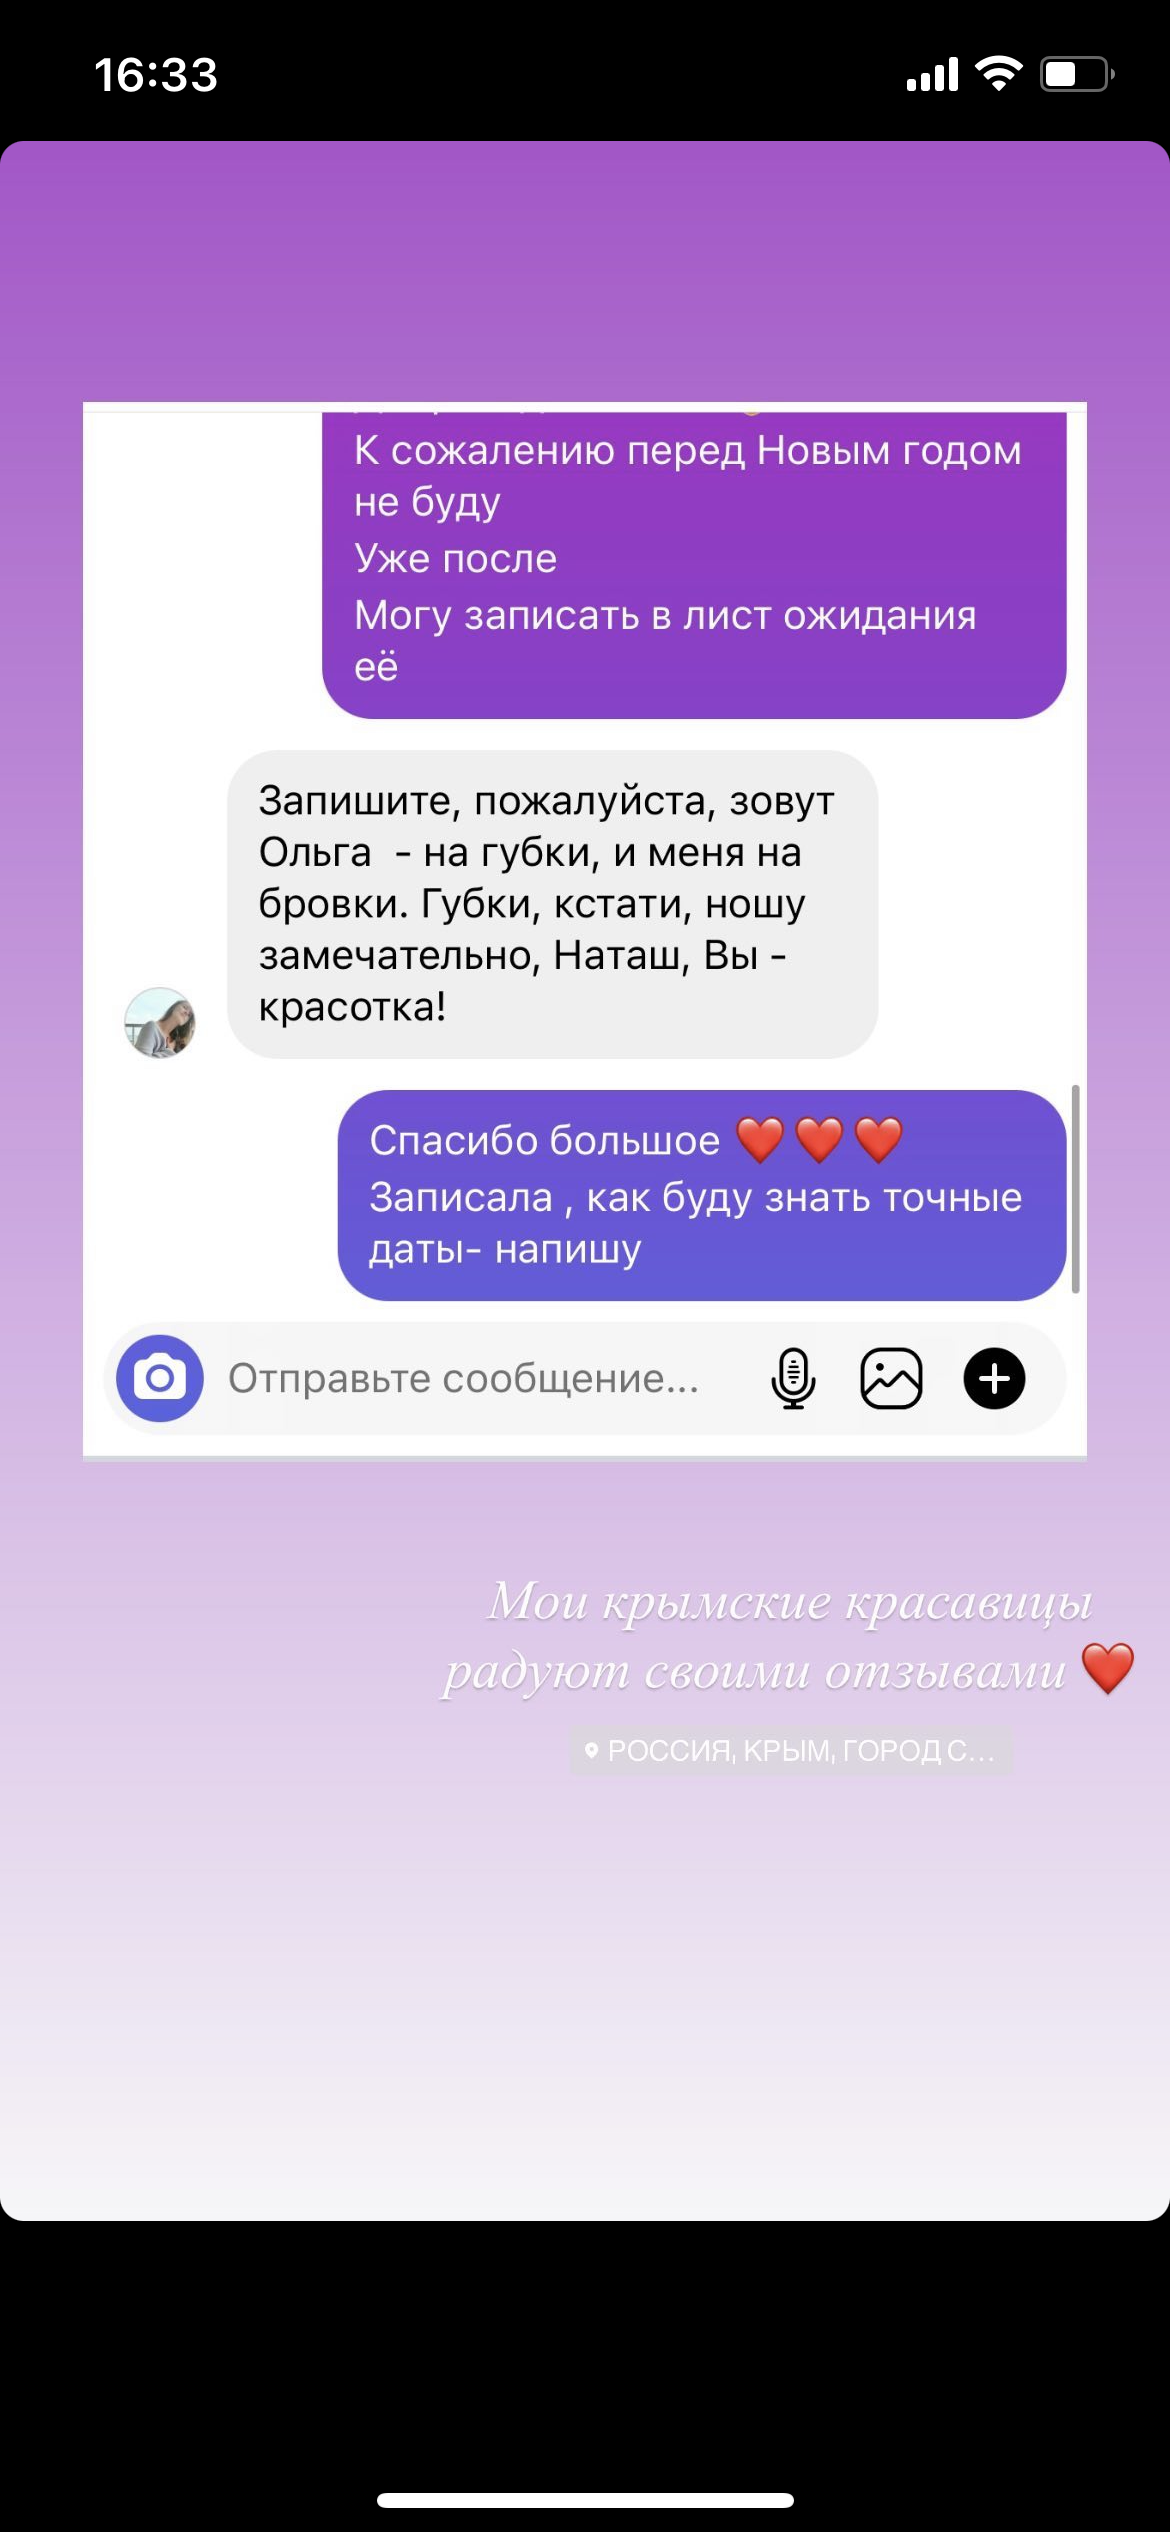 16:33
К сожалению перед Новым годом
не буду
Уже после
Могу записать в лист ожидания
её
Запишите, пожалуйста, зовут
Ольга  - на губки, и меня на
бровки. Губки, кстати, ношу
замечательно, Наташ, Вы -
красотка!
Спасибо большое ❤️❤️❤️
Записала , как буду знать точные
даты- напишу
Отправьте сообщение...
Мои крымские красавицы
радуют своими отзывами ❤️
РОССИЯ, КРЫМ, ГОРОД С...